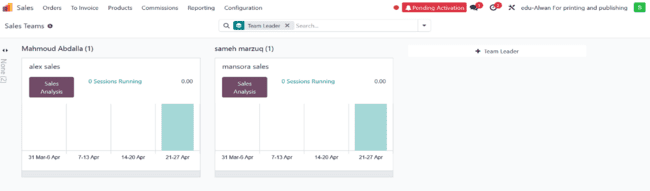 Sales Orders To Invoice Products Commissions Reporting Configuration Pending Activation edu-Alwan For printing and publishing
Sales Teams Team Leader Search...
None (2)
Mahmoud Abdalla (1)
alex sales
Sales Analysis
0 Sessions Running 0.00
31 Mar-6 Apr 7-13 Apr 14-20 Apr 21-27 Apr
sameh marzuq (1)
mansora sales
Sales Analysis
0 Sessions Running 0.00
31 Mar-6 Apr 7-13 Apr 14-20 Apr 21-27 Apr
+ Team Leader